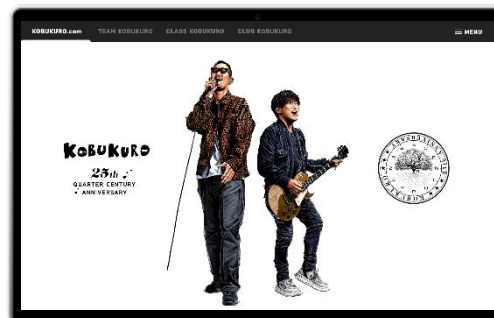 KOBUKURO.com TEAM KOBUKURO CLASS KOBUKURO CLUB KOBUKURO MENU
KOBUKURO
25th
QUARTER CENTURY
ANNIVERSARY